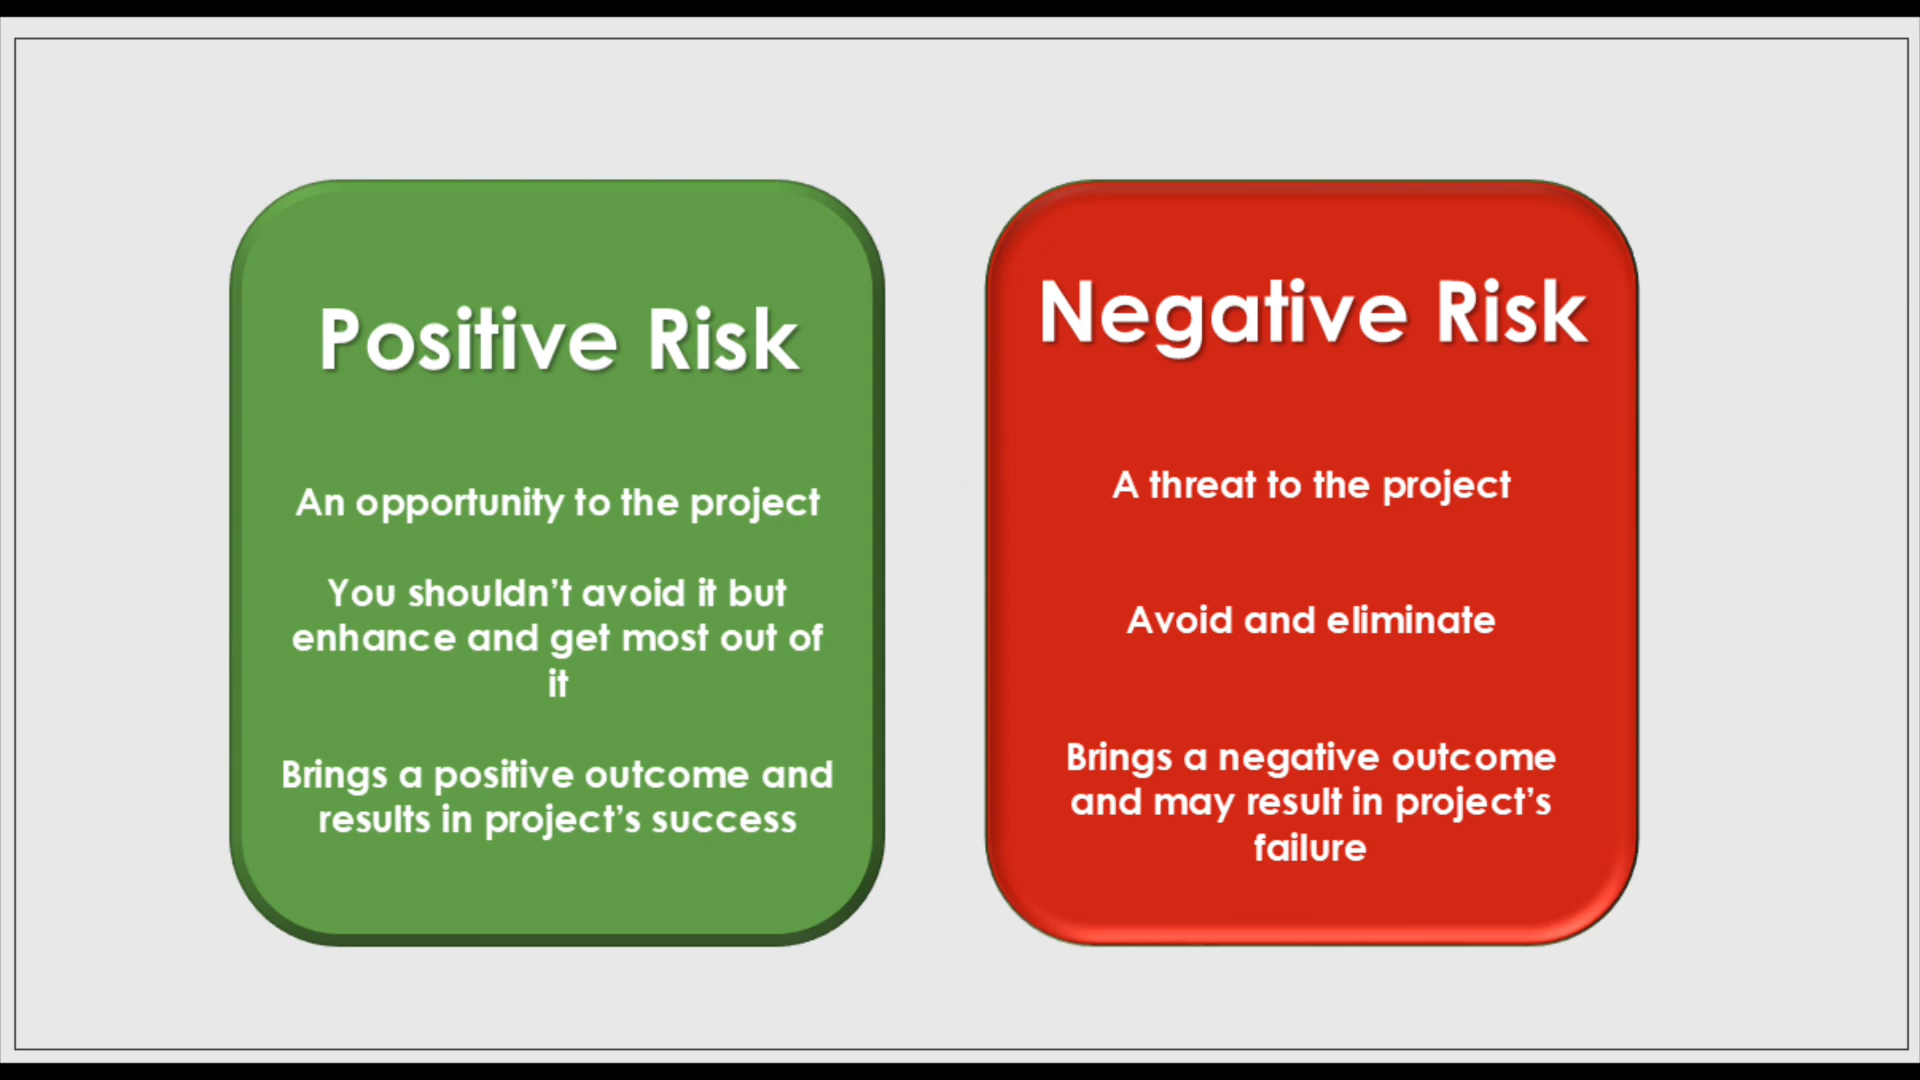 Positive Risk
An opportunity to the project
You shouldn't avoid it but
enhance and get most out of
it
Brings a positive outcome and
results in project's success
Negative Risk
A threat to the project
Avoid and eliminate
Brings a negative outcome
and may result in project's
failure